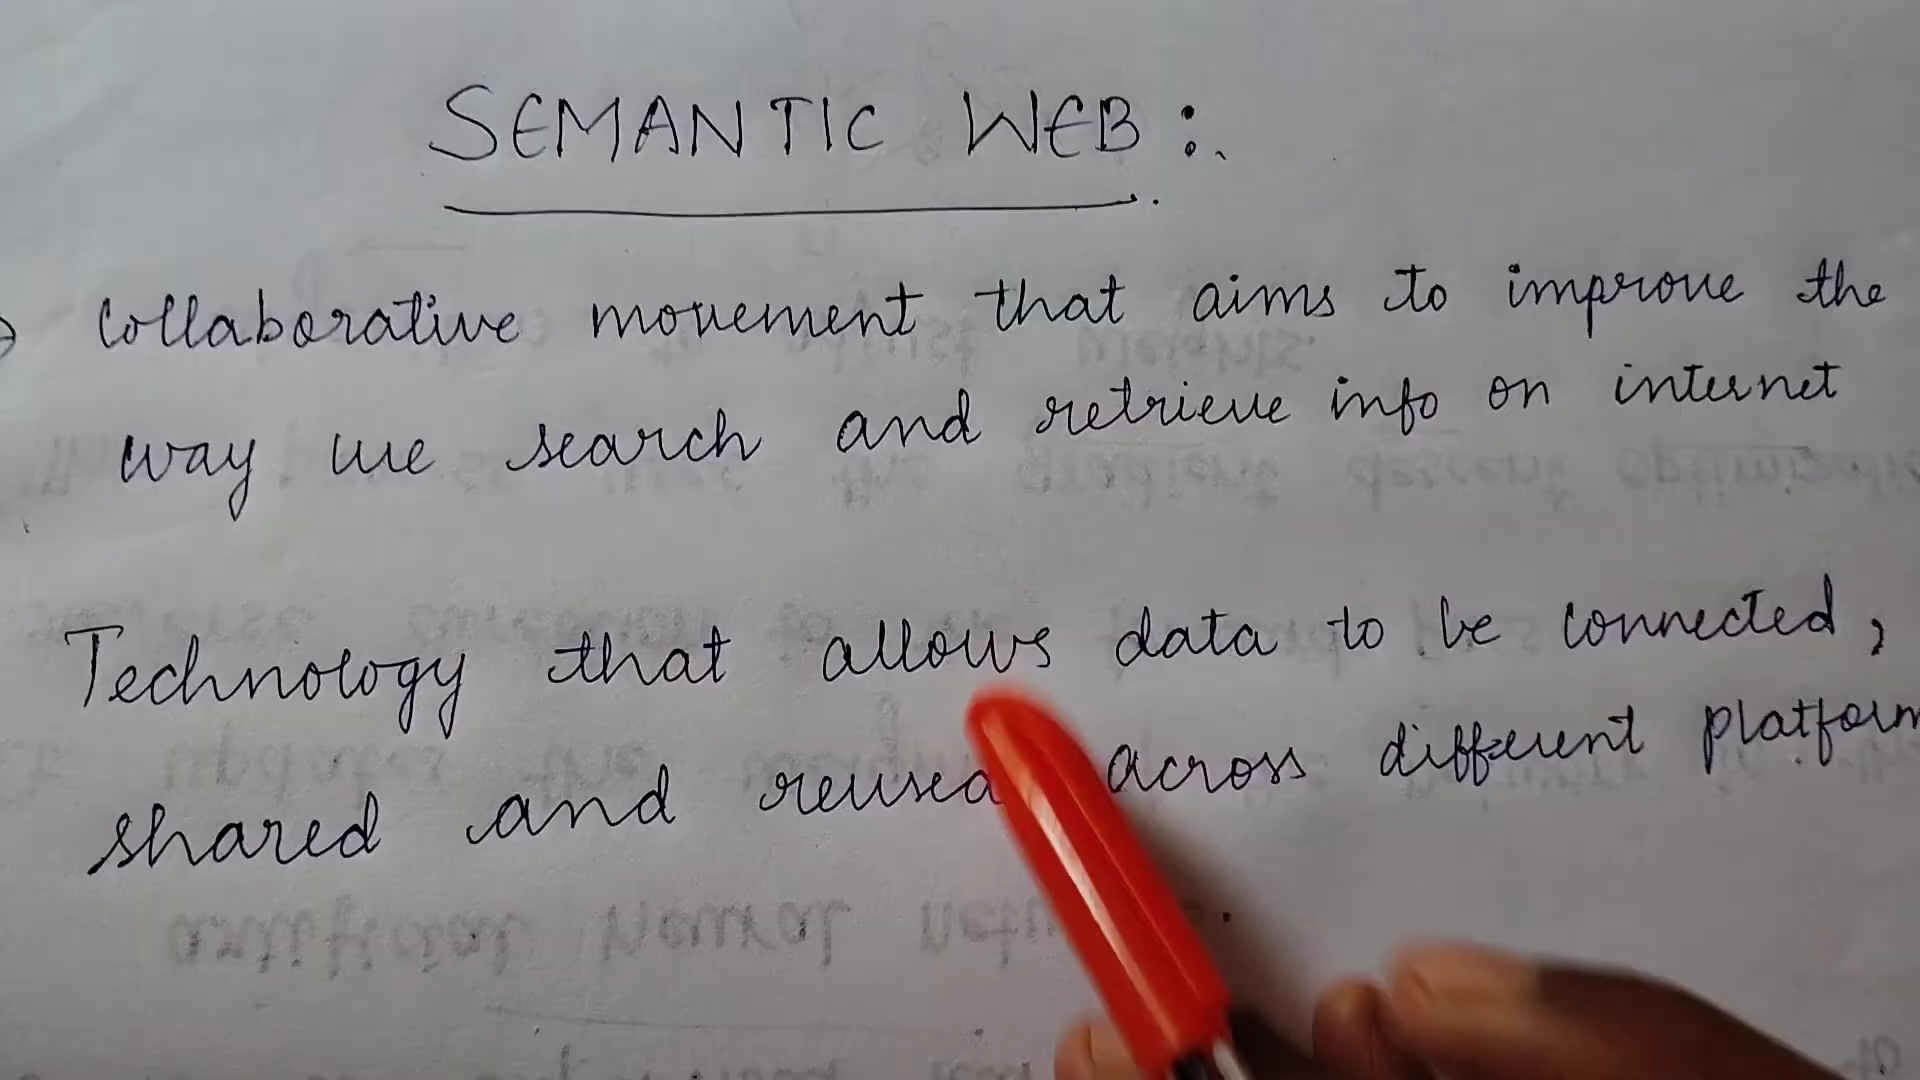 SEMANTIC WEB :
Collaborative movement that aims to improve the
way we search and retrieve info on internet
Technology that allows data to be connected,
shared and reused across different platform